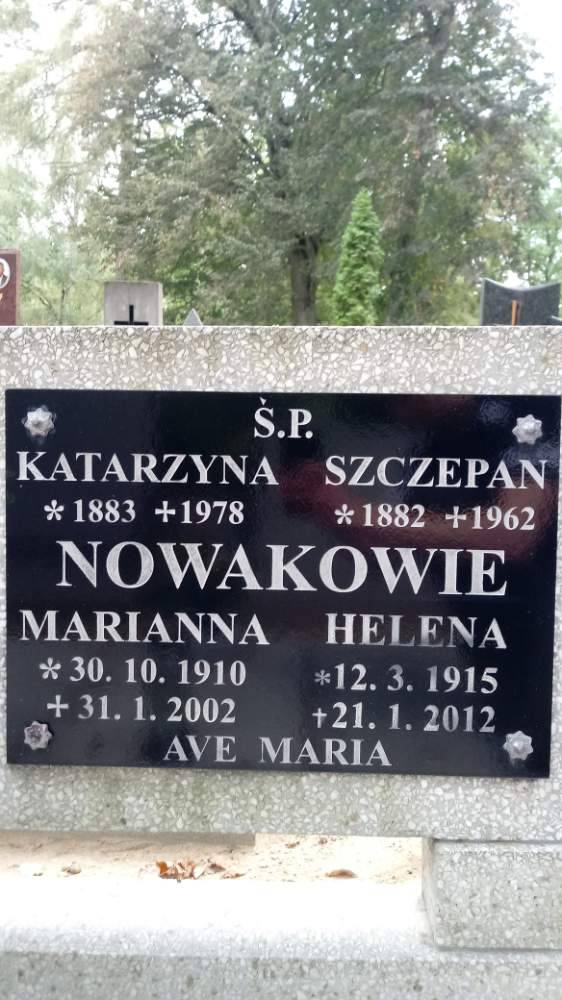 Ś.P.
KATARZYNA SZCZEPAN
* 1883 +1978 * 1882 +1962
NOWAKOWIE
MARIANNA HELENA
* 30. 10. 1910 *12. 3. 1915
+ 31. 1. 2002 +21. 1. 2012
AVE MARIA